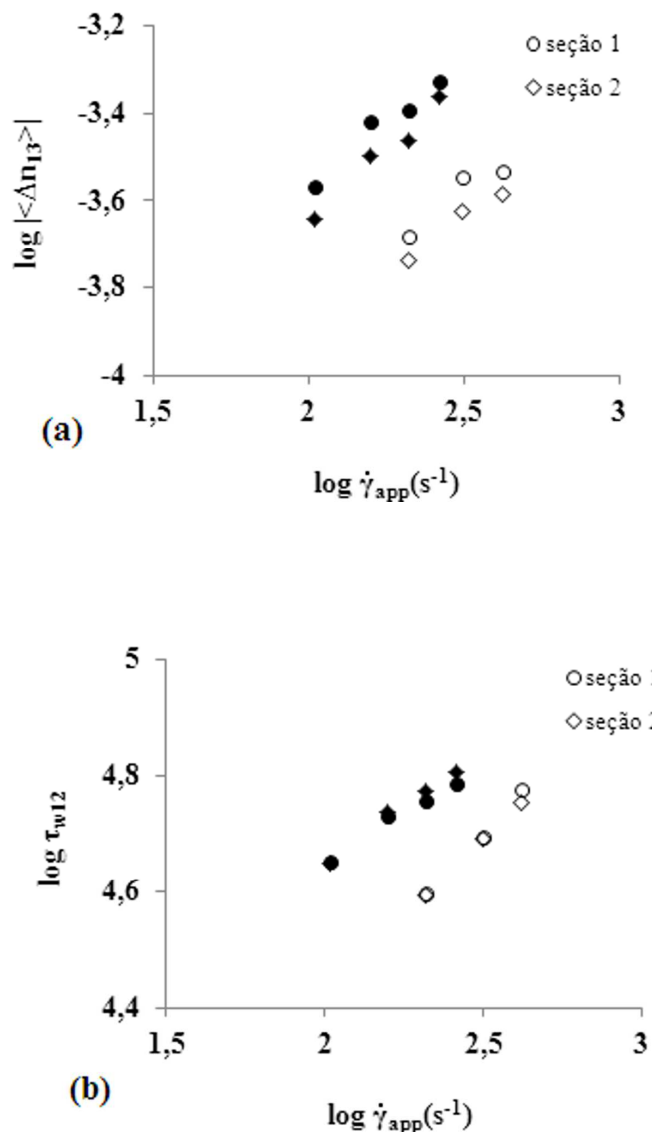 -3,2
seção 1
seção 2
-3,4
-3,6
-3,8
-4
log |<Δn13>|
1,5 2 2,5 3
(a)
log γ̇app(s-1)
5
seção 1
seção 2
4,8
4,6
4,4
log τw12
1,5 2 2,5 3
(b)
log γ̇app(s-1)